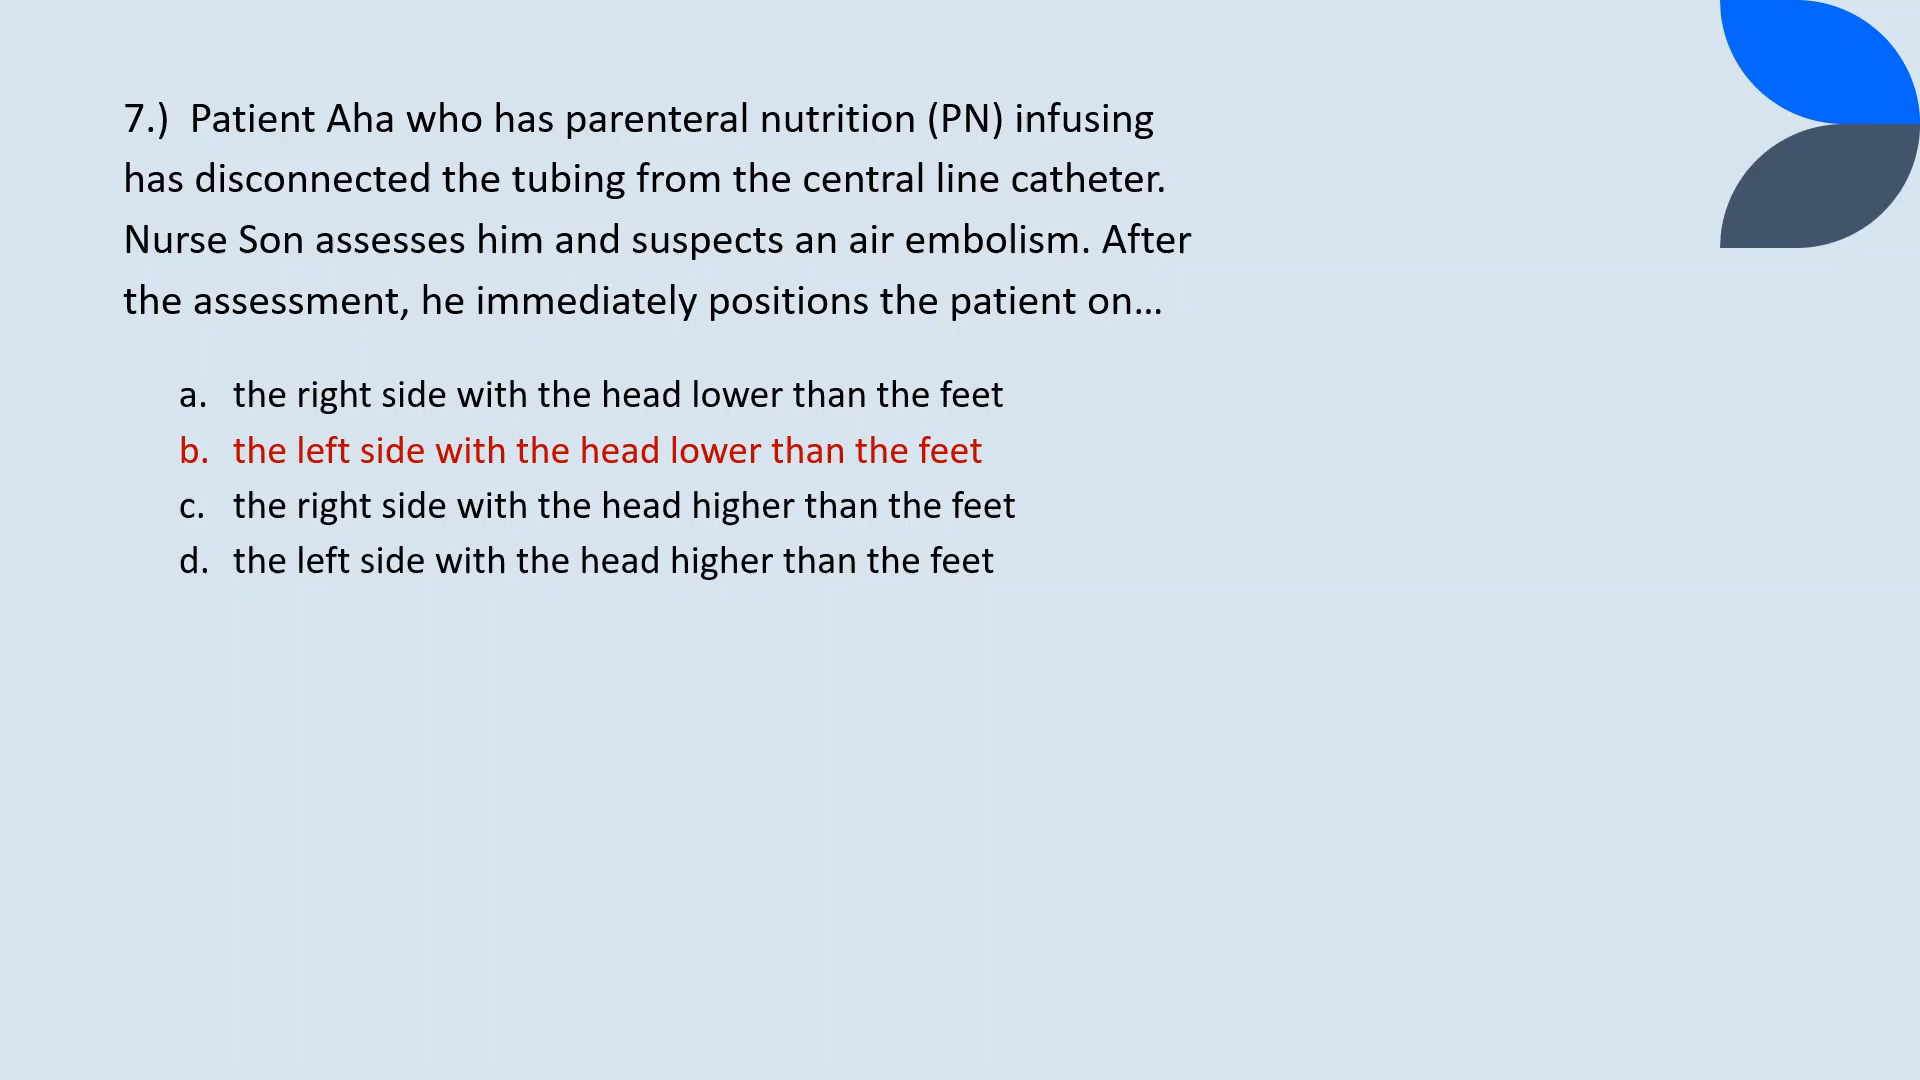 7.) Patient Aha who has parenteral nutrition (PN) infusing
has disconnected the tubing from the central line catheter.
Nurse Son assesses him and suspects an air embolism. After
the assessment, he immediately positions the patient on...
a. the right side with the head lower than the feet
b. the left side with the head lower than the feet
c. the right side with the head higher than the feet
d. the left side with the head higher than the feet